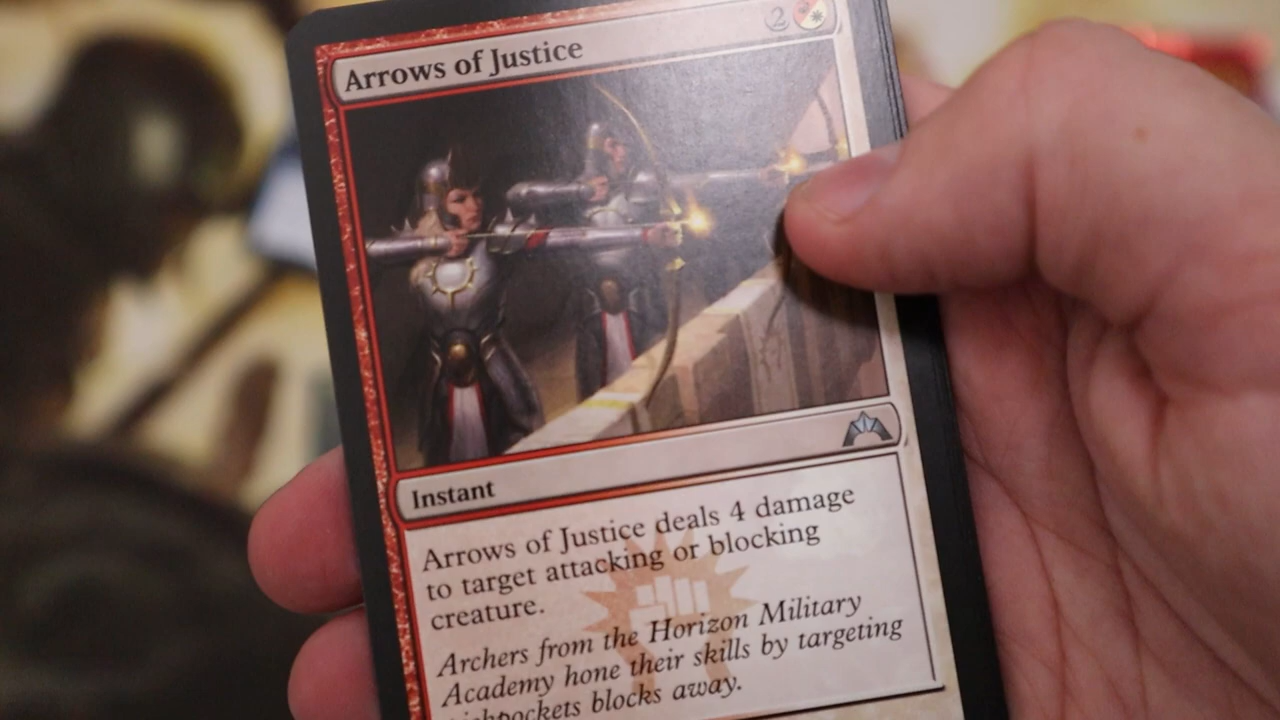 Arrows of Justice 2
Instant
Arrows of Justice deals 4 damage
to target attacking or blocking
creature.
Archers from the Horizon Military
Academy hone their skills by targeting
blocks away.